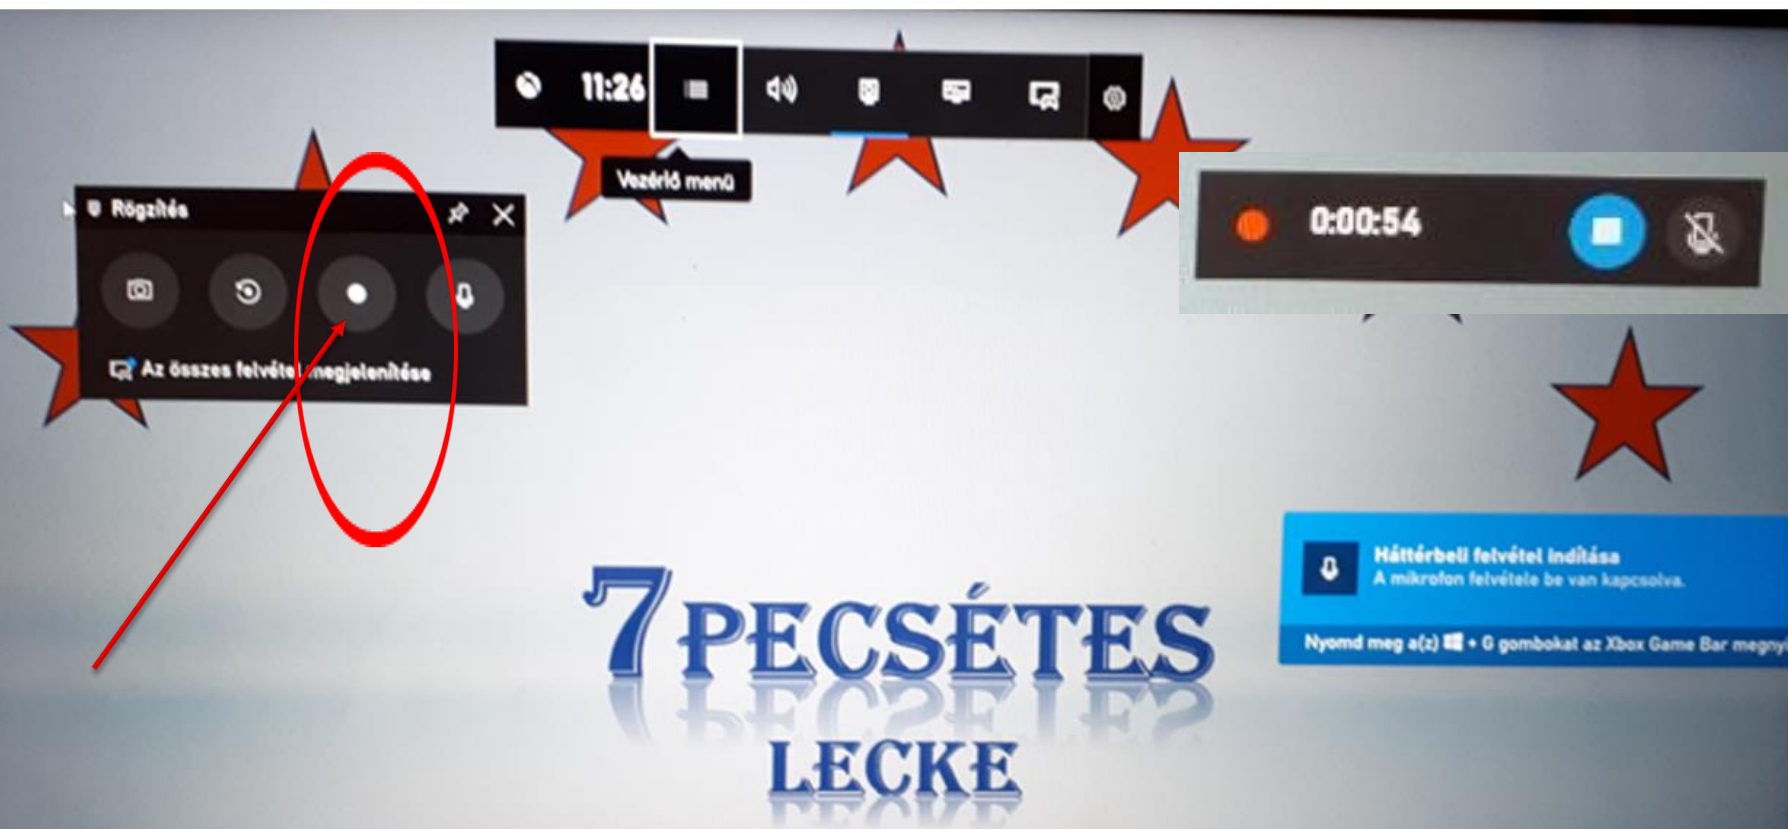 11:26
Vezérlő menü
Rögzítés
Az összes felvétel megjelenítése
0:00:54
Háttérbeli felvétel indítása
A mikrofon felvétele be van kapcsolva.
Nyomd meg a(z) + G gombokat az Xbox Game Bar megny
7 PECSÉTES
LECKE